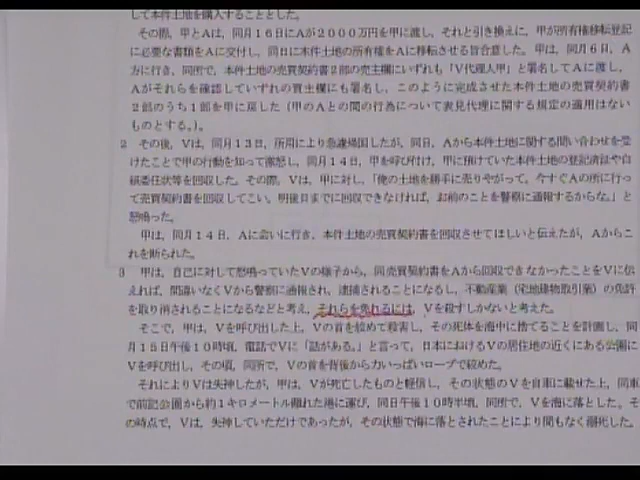 して本件土地を購入することとした。
その際，甲とＡは，同月１６日にＡが２０００万円を甲に渡し，それと引き換えに，甲が所有権移転登記
に必要な書類をＡに交付し，同日に本件土地の所有権をＡに移転させる旨合意した。甲は，同月６日，Ａ
方に行き，同所で，本件土地の売買契約書２部の売主欄にいずれも「Ｖ代理人甲」と署名してＡに渡し，
Ａがそれらを確認していずれの買主欄にも署名し，このように完成させた本件土地の売買契約書
２部のうち１部を甲に戻した（甲のＡとの間の行為について表見代理に関する規定の適用はない
ものとする。）。
２　その後，Ｖは，同月１３日，所用により急遽帰国したが，同日，Ａから本件土地に関する問い合わせを受
けたことで甲の行動を知って激怒し，同月１４日，甲を呼び付け，甲に預けていた本件土地の登記済証や白
紙委任状等を回収した。その際，Ｖは，甲に対し，「俺の土地を勝手に売りやがって。今すぐＡの所に行っ
て売買契約書を回収してこい。明後日までに回収できなければ，お前のことを警察に通報するからな。」と
怒鳴った。
甲は，同月１４日，Ａに会いに行き，本件土地の売買契約書を回収させてほしいと伝えたが，Ａからこ
れを断られた。
３　甲は，自己に対して怒鳴っていたＶの様子から，同売買契約書をＡから回収できなかったことをＶに伝
えれば，間違いなくＶから警察に通報され，逮捕されることになるし，不動産業（宅地建物取引業）の免許
を取り消されることになるなどと考え，それらを免れるには，Ｖを殺すしかないと考えた。
そこで，甲は，Ｖを呼び出した上，Ｖの首を絞めて殺害し，その死体を海中に捨てることを計画し，同
月１５日午後１０時頃，電話でＶに「話がある。」と言って，日本におけるＶの居住地の近くにある公園に
Ｖを呼び出し，その頃，同所で，Ｖの首を背後から力いっぱいロープで絞めた。
それによりＶは失神したが，甲は，Ｖが死亡したものと軽信し，その状態のＶを自車に載せた上，同車
で前記公園から約１キロメートル離れた港に運び，同日午後１０時半頃，同所で，Ｖを海に落とした。そ
の時点で，Ｖは，失神していただけであったが，その状態で海に落とされたことにより間もなく溺死した。